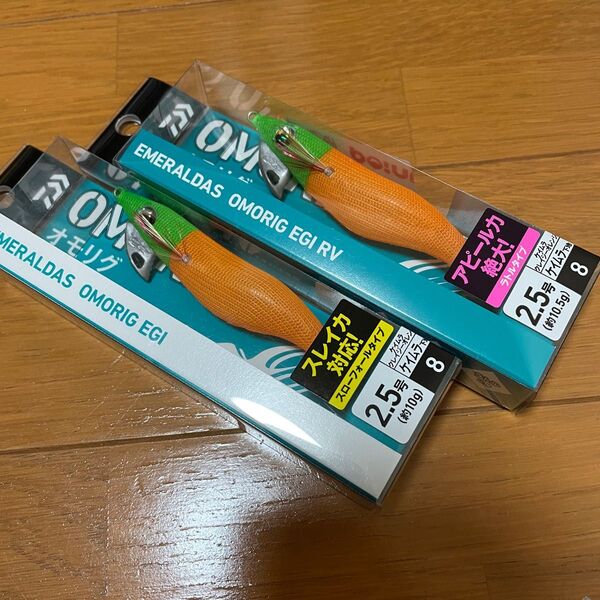 OM
EMERALDAS OMORIG EGI RV
アピール力
絶大!
ラトルタイプ
ケイムラ
2.5号
(約10.5g)
8
OM
オモリグ
EMERALDAS OMORIG EGI
スレイカ
対応!
スローフォールタイプ
ケイムラ
2.5号
(約10g)
8